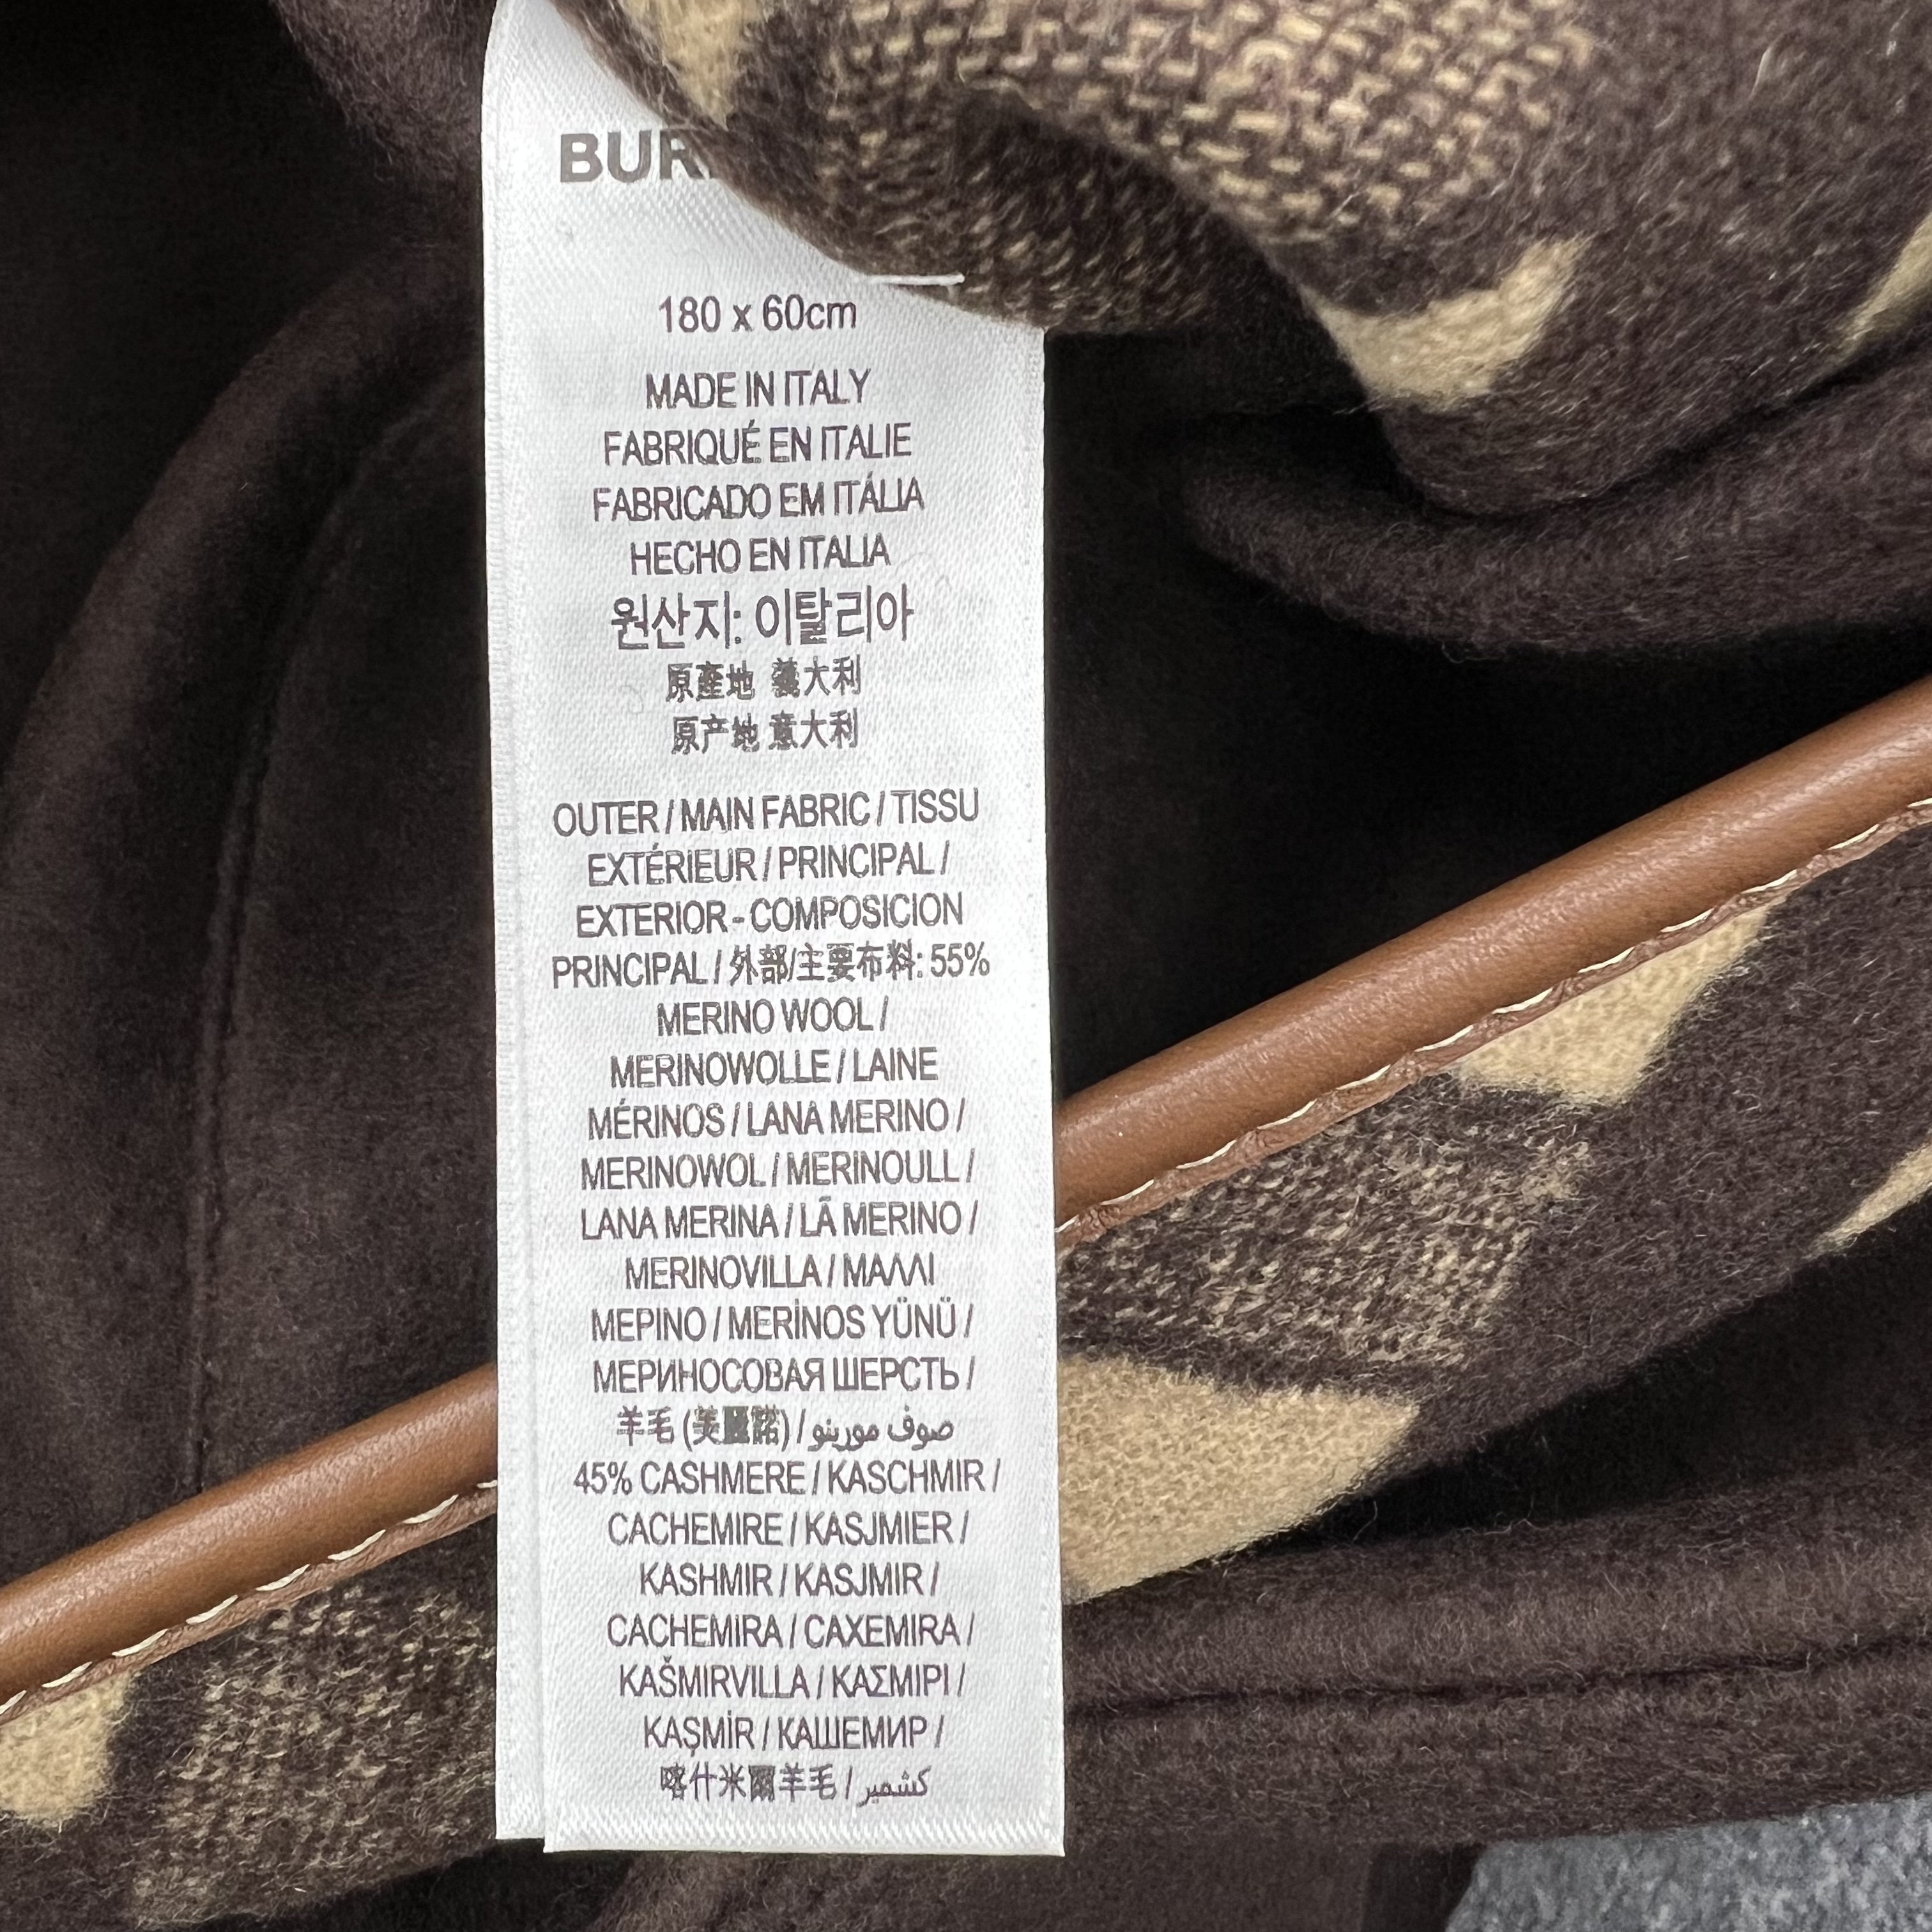 BUR
180 x 60cm
MADE IN ITALY
FABRIQUÉ EN ITALIE
FABRICADO EM ITÁLIA
HECHO EN ITALIA
원산지: 이탈리아
原產地 義大利
原产地 意大利
OUTER / MAIN FABRIC / TISSU
EXTÉRIEUR / PRINCIPAL /
EXTERIOR - COMPOSICION
PRINCIPAL / 外部/主要布料: 55%
MERINO WOOL /
MERINOWOLLE / LAINE
MÉRINOS / LANA MERINO /
MERINOWOL / MERINOULL /
LANA MERINA / LÃ MERINO /
MERINOVILLA / ΜΑΛΛΙ
ΜΕΡΙΝΟ / MERİNOS YÜNÜ /
МЕРИНОСОВАЯ ШЕРСТЬ /
羊毛 (美麗諾) / صوف مورينو
45% CASHMERE / KASCHMIR /
CACHEMIRE / KASJMIER /
KASHMIR / KASJMIR /
CACHEMIRA / CAXEMIRA /
KAŠMIRVILLA / ΚΑΣΜΙΡΙ /
KAŞMİR / КАШЕМИР /
喀什米爾羊毛 / كشمير